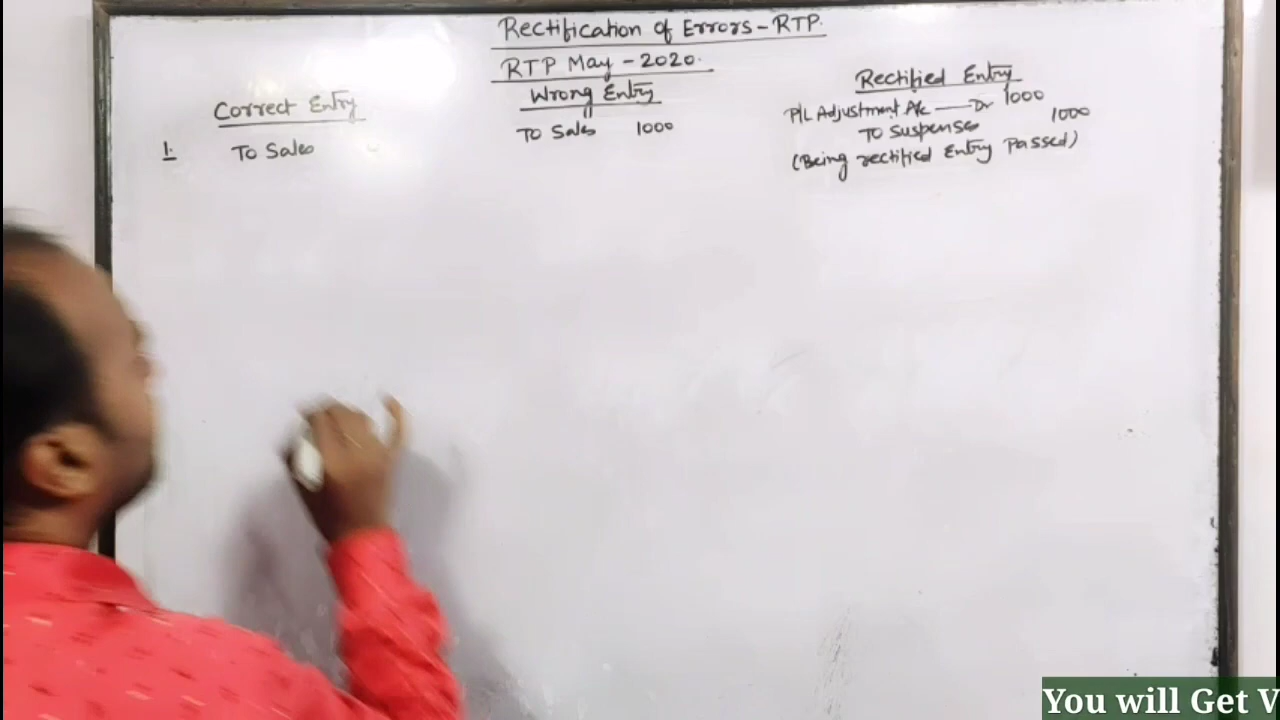 Rectification of Errors - RTP.
RTP May - 2020.
Correct Entry
Wrong Entry
Rectified Entry
1. To Sales
To Sales 1000
P/L Adjustment A/c —— Dr 1000
To Suspenses 1000
(Being rectified Entry Passed)
You will Get V